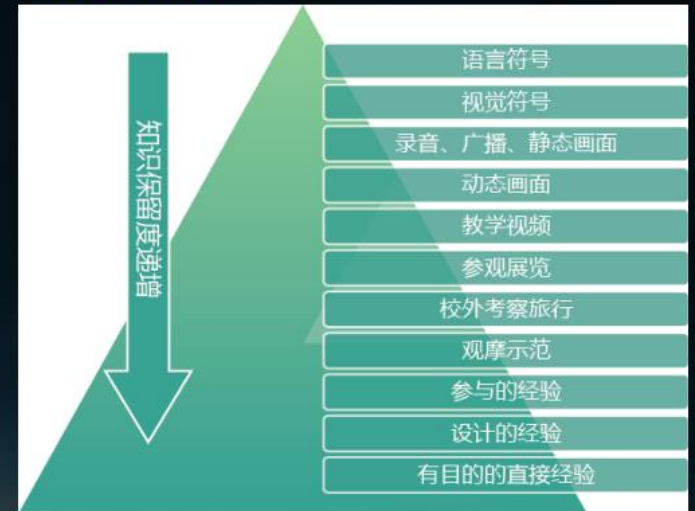 知识保留度递增
语言符号
视觉符号
录音、广播、静态画面
动态画面
教学视频
参观展览
校外考察旅行
观摩示范
参与的经验
设计的经验
有目的的直接经验